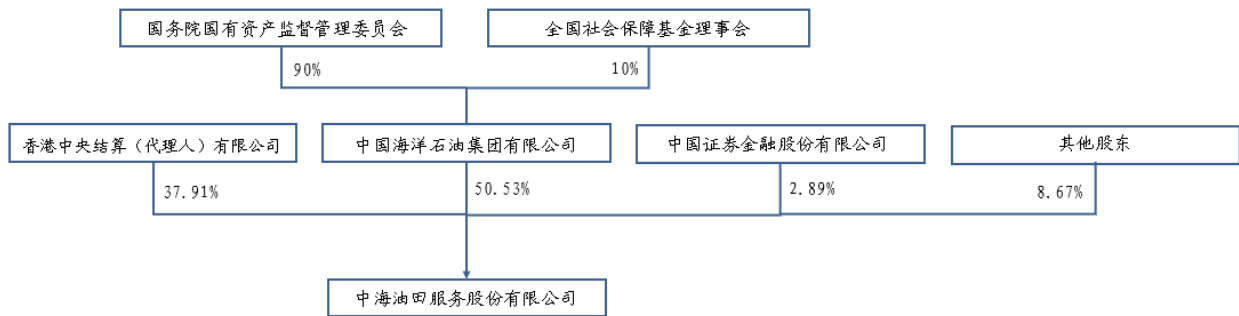 国务院国有资产监督管理委员会
全国社会保障基金理事会
90%
10%
香港中央结算（代理人）有限公司
中国海洋石油集团有限公司
中国证券金融股份有限公司
其他股东
37.91%
50.53%
2.89%
8.67%
中海油田服务股份有限公司